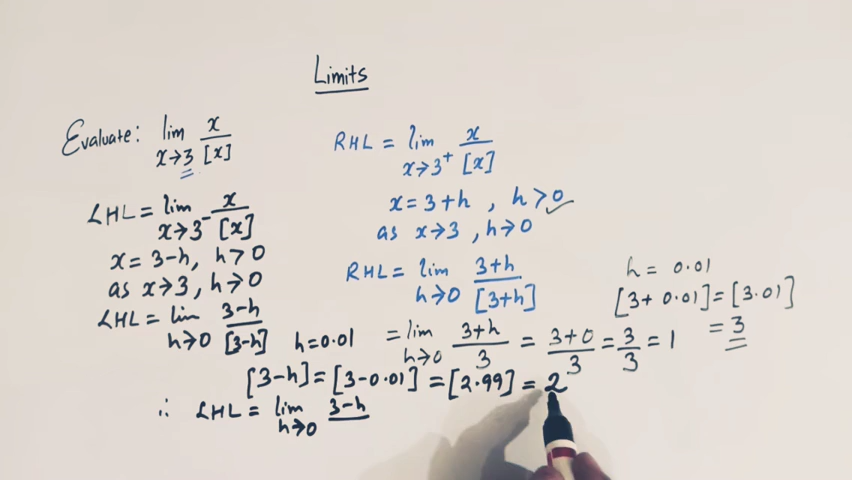 Limits
Evaluate: lim x→3 x/[x]
LHL = lim x→3⁻ x/[x]
x = 3-h, h>0
as x→3, h→0
LHL = lim h→0 3-h/[3-h]
RHL = lim x→3⁺ x/[x]
x = 3+h , h>0
as x→3 , h→0
RHL = lim h→0 3+h/[3+h]
= lim h→0 3+h/3 = 3+0/3 = 3/3 = 1
h = 0.01
[3+ 0.01] = [3.01]
= 3
h=0.01
[3-h] = [3-0.01] = [2.99] = 2
∴ LHL = lim h→0 3-h